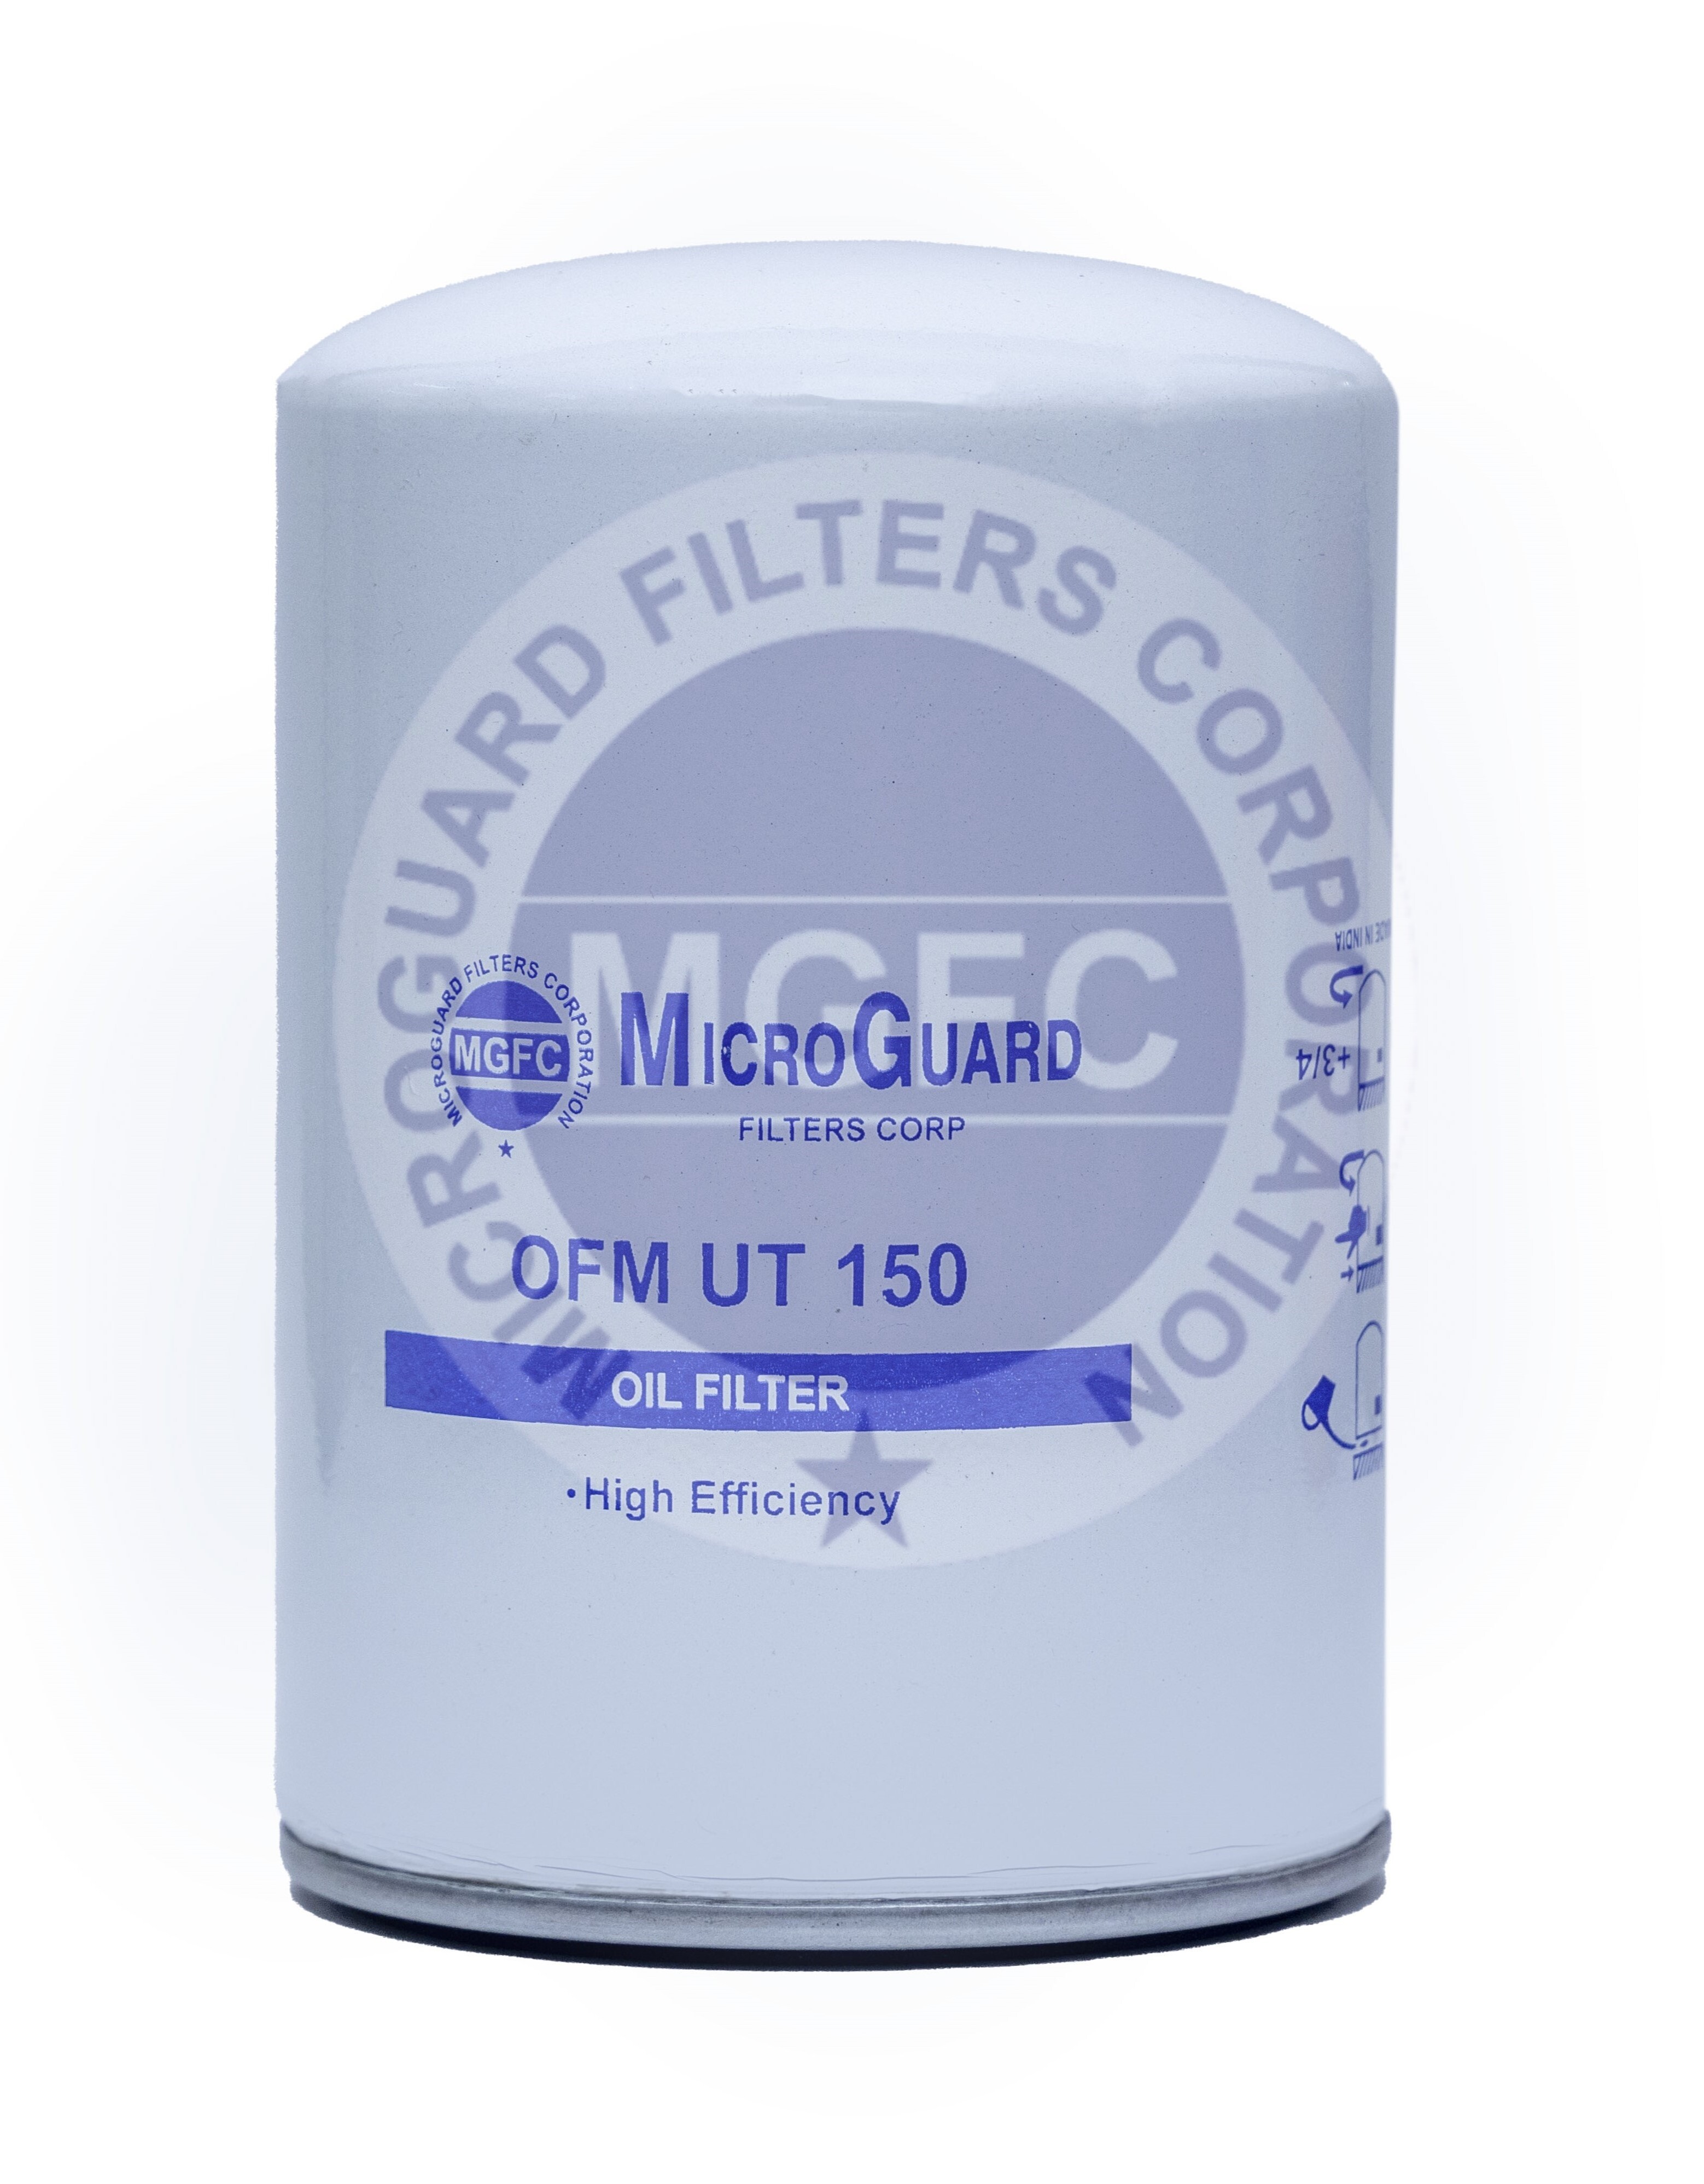 MICROGUARD FILTERS CORPORATION
MGFC
MICROGUARD FILTERS CORPORATION
MGFC
MICROGUARD
FILTERS CORP
OFM UT 150
OIL FILTER
•High Efficiency
MADE IN INDIA
+3/4